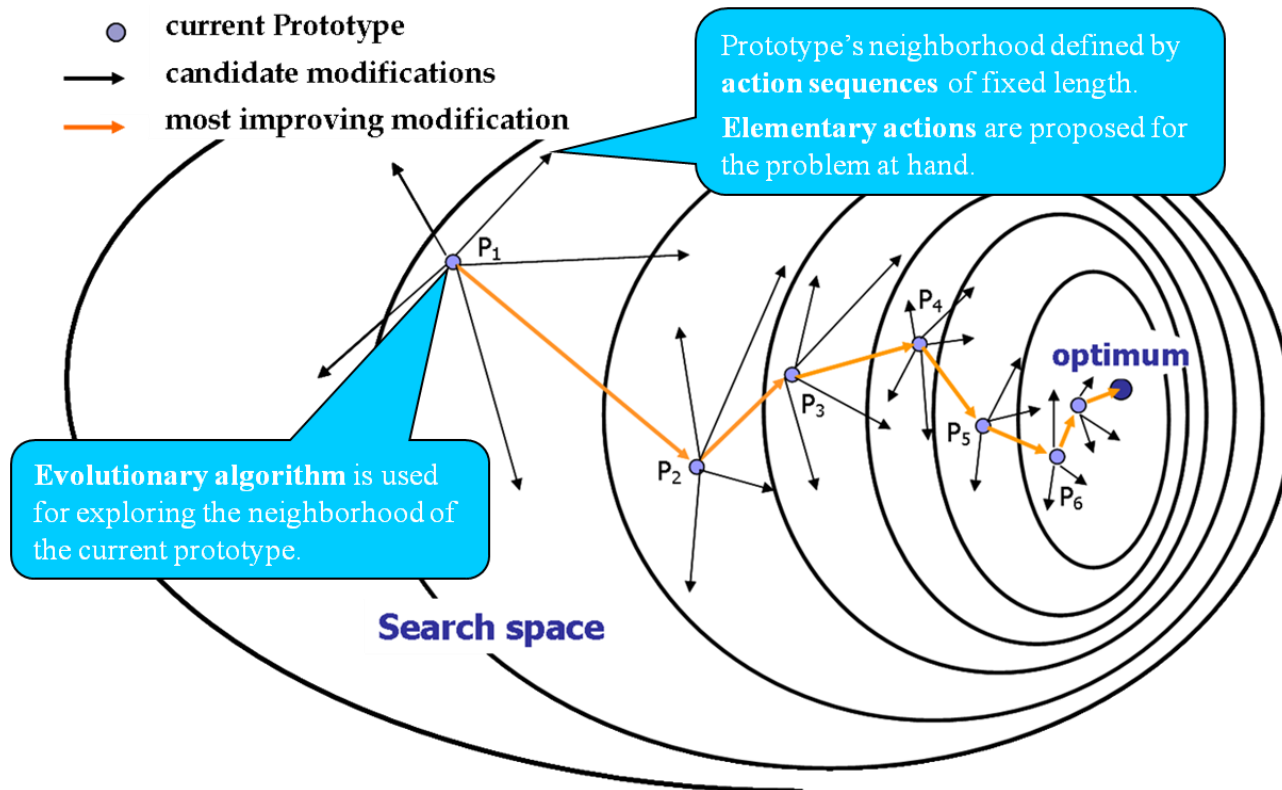 current Prototype
candidate modifications
most improving modification
Prototype’s neighborhood defined by
action sequences of fixed length.
Elementary actions are proposed for
the problem at hand.
P1
P4
optimum
P3
P5
P2
P6
Evolutionary algorithm is used
for exploring the neighborhood of
the current prototype.
Search space